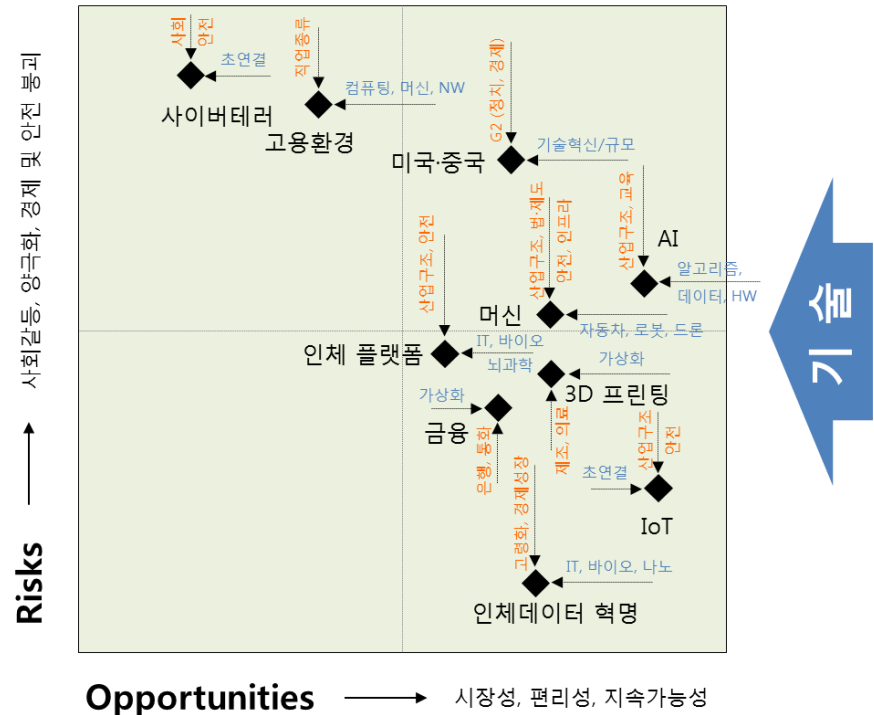 사회갈등, 양극화, 경제 및 안전 붕괴
Risks
사회
안전
초연결
사이버테러
직업종류
컴퓨팅, 머신, NW
고용환경
G2 (정치, 경제)
기술혁신/규모
미국·중국
산업구조, 교육
AI
알고리즘,
데이터, HW
산업구조, 법·제도
안전, 인프라
머신
자동차, 로봇, 드론
산업구조, 안전
인체 플랫폼
IT, 바이오
뇌과학
가상화
3D 프린팅
제조, 의료
가상화
금융
은행, 통화
산업구조
안전
초연결
IoT
고령화, 경제성장
IT, 바이오, 나노
인체데이터 혁명
기술
Opportunities
시장성, 편리성, 지속가능성